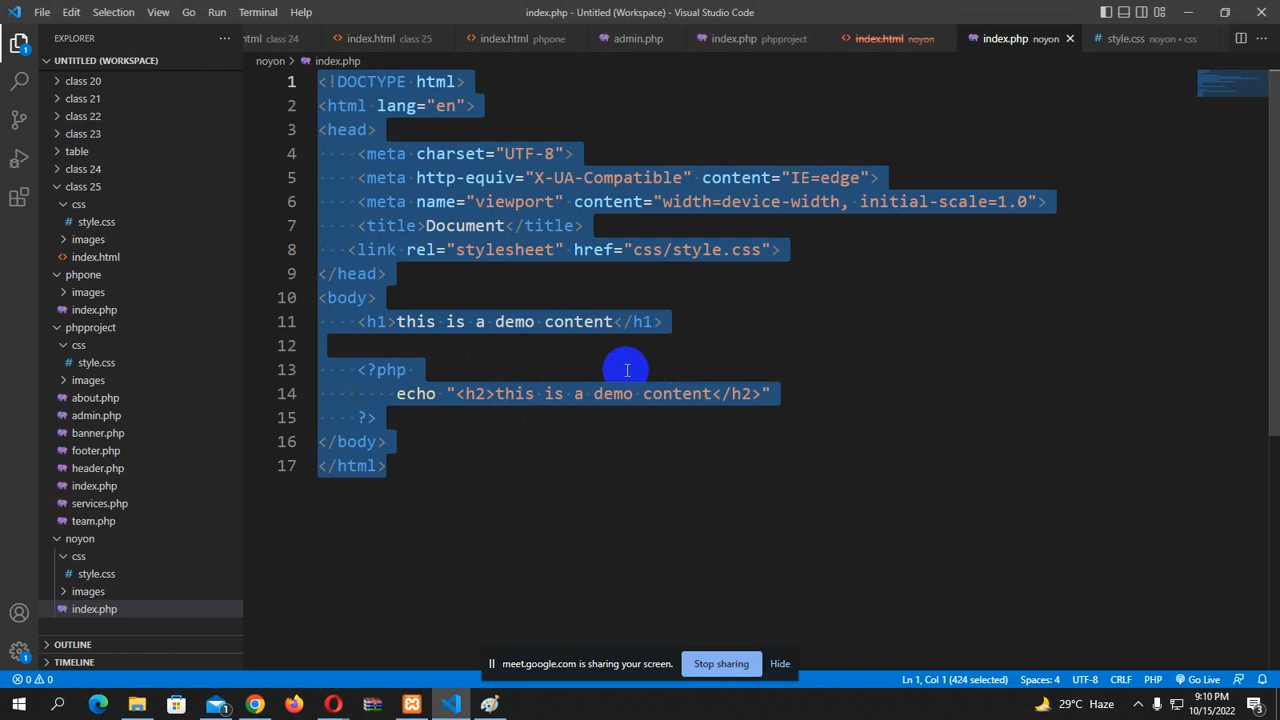 File Edit Selection View Go Run Terminal Help
index.php - Untitled (Workspace) - Visual Studio Code
EXPLORER
UNTITLED (WORKSPACE)
class 20
class 21
class 22
class 23
table
class 24
class 25
css
style.css
images
index.html
phpone
images
index.php
phpproject
css
style.css
images
about.php
admin.php
banner.php
footer.php
header.php
index.php
services.php
team.php
noyon
css
style.css
images
index.php
OUTLINE
TIMELINE
html class 24
index.html class 25
index.html phpone
admin.php
index.php phpproject
index.html noyon
index.php noyon
style.css noyon • css
noyon > index.php
1 <!DOCTYPE html>
2 <html lang="en">
3 <head>
4 <meta charset="UTF-8">
5 <meta http-equiv="X-UA-Compatible" content="IE=edge">
6 <meta name="viewport" content="width=device-width, initial-scale=1.0">
7 <title>Document</title>
8 <link rel="stylesheet" href="css/style.css">
9 </head>
10 <body>
11 <h1>this is a demo content</h1>
12
13 <?php
14 echo "<h2>this is a demo content</h2>"
15 ?>
16 </body>
17 </html>
meet.google.com is sharing your screen. Stop sharing Hide
0 0 Ln 1, Col 1 (424 selected) Spaces: 4 UTF-8 CRLF PHP Go Live
29°C Haze
9:10 PM
10/15/2022